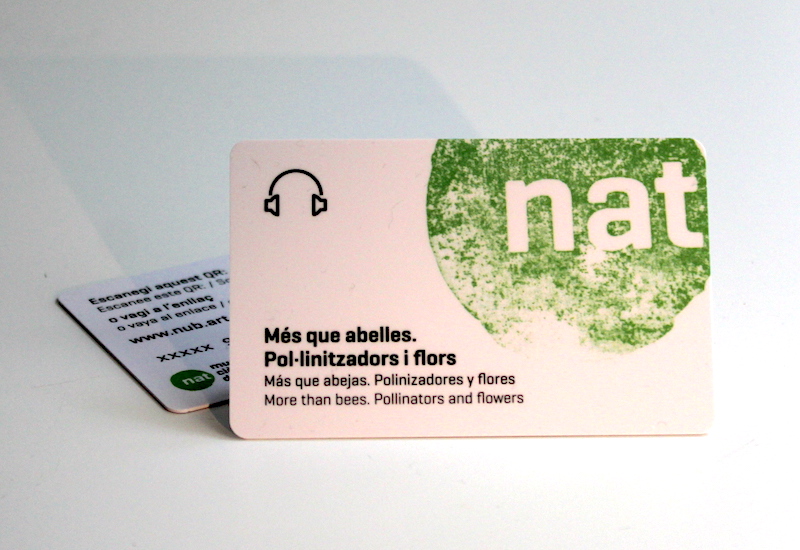 nat
Més que abelles.
Pol·linitzadors i flors
Más que abejas. Polinizadores y flores
More than bees. Pollinators and flowers
Escanegi aquest QR:
Escanee este QR: /
o vagi a l'enllaç
o vaya al enlace /
www.nub.art
xxxxx
nat